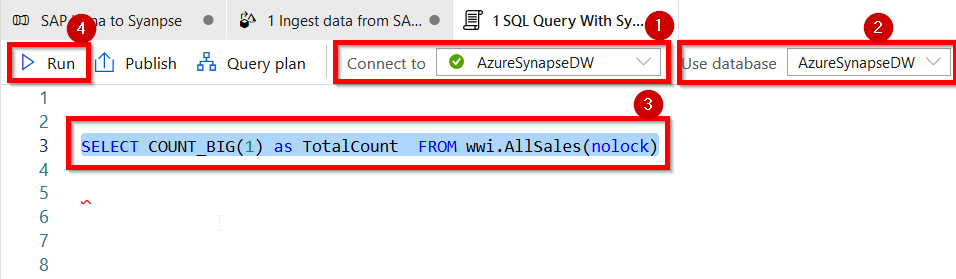 SAP Hana to Syanpse
1 Ingest data from SA...
1 SQL Query With Sy...
4
1
2
Run
Publish
Query plan
Connect to
AzureSynapseDW
Use database
AzureSynapseDW
1
3
2
3 SELECT COUNT_BIG(1) as TotalCount  FROM wwi.AllSales(nolock)
4
5
6
7
8